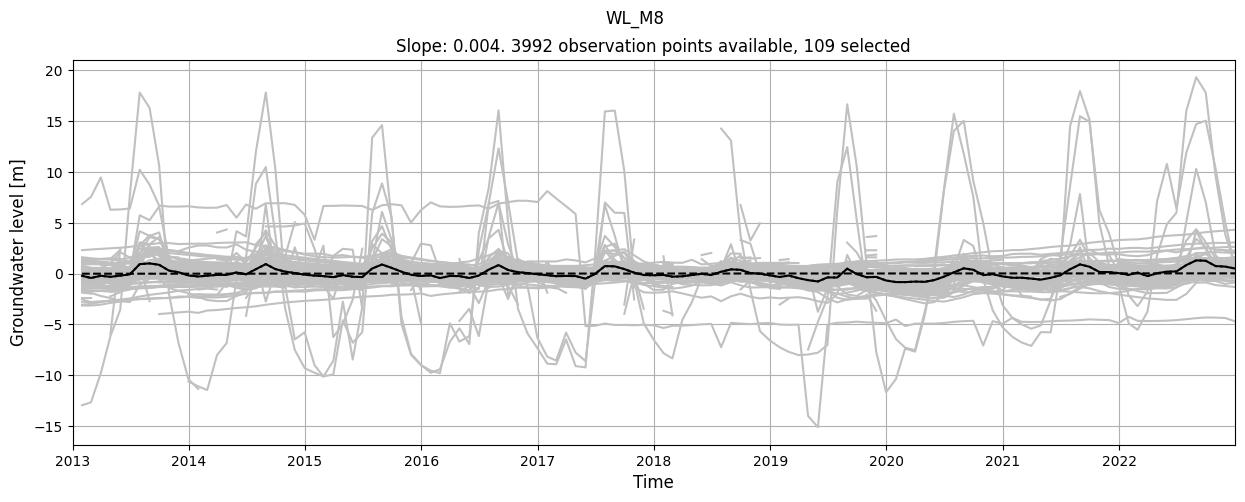 WL_M8
Slope: 0.004. 3992 observation points available, 109 selected
20
15
10
5
0
−5
−10
−15
Groundwater level [m]
2013 2014 2015 2016 2017 2018 2019 2020 2021 2022
Time